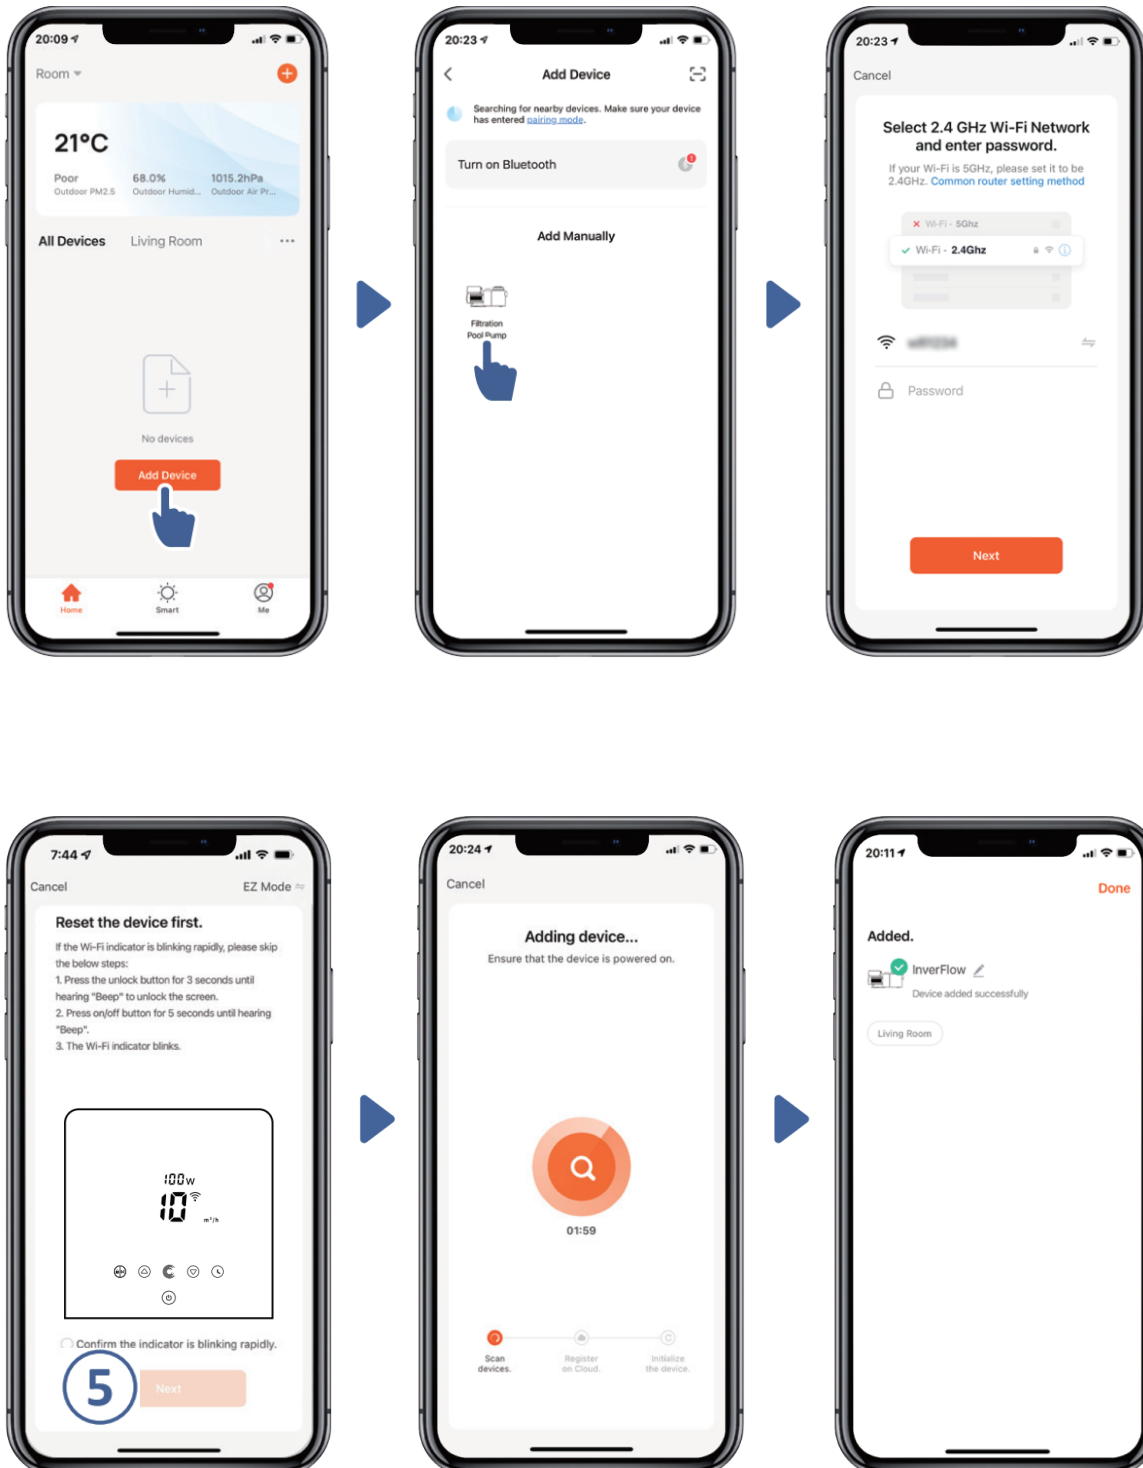 20:09
Room
21°C
Poor
68.0%
1015.2hPa
Outdoor PM2.5
Outdoor Humid...
Outdoor Air Pr...
All Devices
Living Room
No devices
Add Device
Home
Smart
Me
20:23
Add Device
Searching for nearby devices. Make sure your device
has entered pairing mode.
Turn on Bluetooth
1
Add Manually
Filtration
Pool Pump
20:23
Cancel
Select 2.4 GHz Wi-Fi Network
and enter password.
If your Wi-Fi is 5GHz, please set it to be
2.4GHz. Common router setting method
Wi-Fi - 5Ghz
Wi-Fi - 2.4Ghz
Password
Next
7:44
Cancel
EZ Mode
Reset the device first.
If the Wi-Fi indicator is blinking rapidly, please skip
the below steps:
1. Press the unlock button for 3 seconds until
hearing "Beep" to unlock the screen.
2. Press on/off button for 5 seconds until hearing
"Beep".
3. The Wi-Fi indicator blinks.
100w
10
m³/h
Confirm the indicator is blinking rapidly.
5
Next
20:24
Cancel
Adding device...
Ensure that the device is powered on.
01:59
Scan
devices.
Register
on Cloud.
Initialize
the device.
20:11
Done
Added.
InverFlow
Device added successfully
Living Room